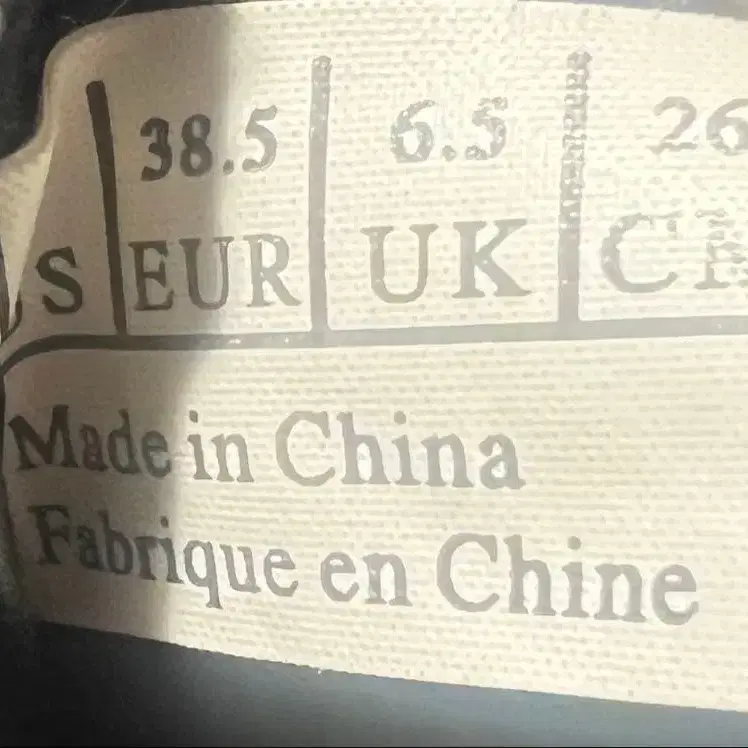 38.5 6.5 26
S EUR UK
Made in China
Fabrique en Chine